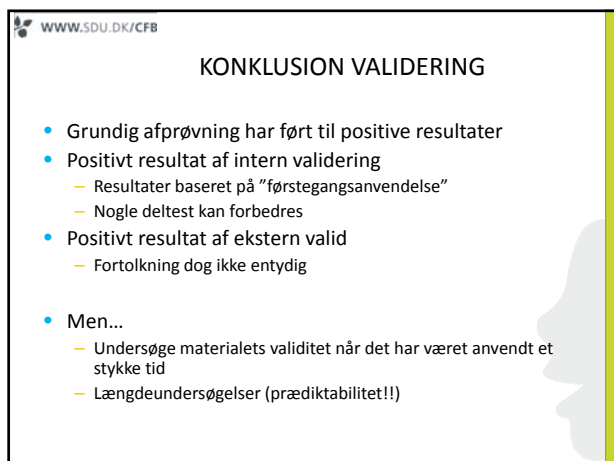 WWW.SDU.DK/CFB
KONKLUSION VALIDERING
• Grundig afprøvning har ført til positive resultater
• Positivt resultat af intern validering
– Resultater baseret på ”førstegangsanvendelse”
– Nogle deltest kan forbedres
• Positivt resultat af ekstern valid
– Fortolkning dog ikke entydig
• Men…
– Undersøge materialets validitet når det har været anvendt et
stykke tid
– Længdeundersøgelser (prædiktabilitet!!)